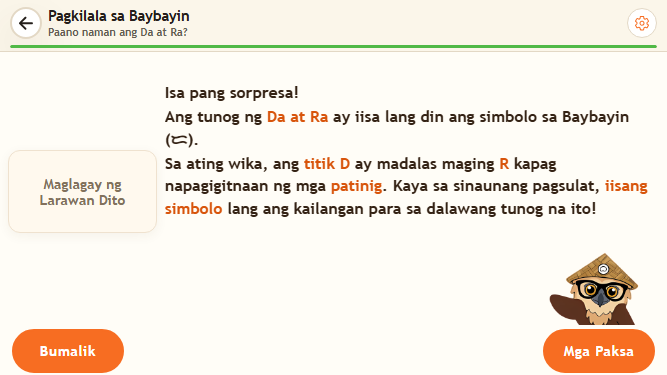 Pagkilala sa Baybayin
Paano naman ang Da at Ra?
Isa pang sorpresa!
Ang tunog ng Da at Ra ay iisa lang din ang simbolo sa Baybayin
(ᜇ).
Sa ating wika, ang titik D ay madalas maging R kapag
napagigitnaan ng mga patinig. Kaya sa sinaunang pagsulat, iisang
simbolo lang ang kailangan para sa dalawang tunog na ito!
Maglagay ng
Larawan Dito
Bumalik
Mga Paksa